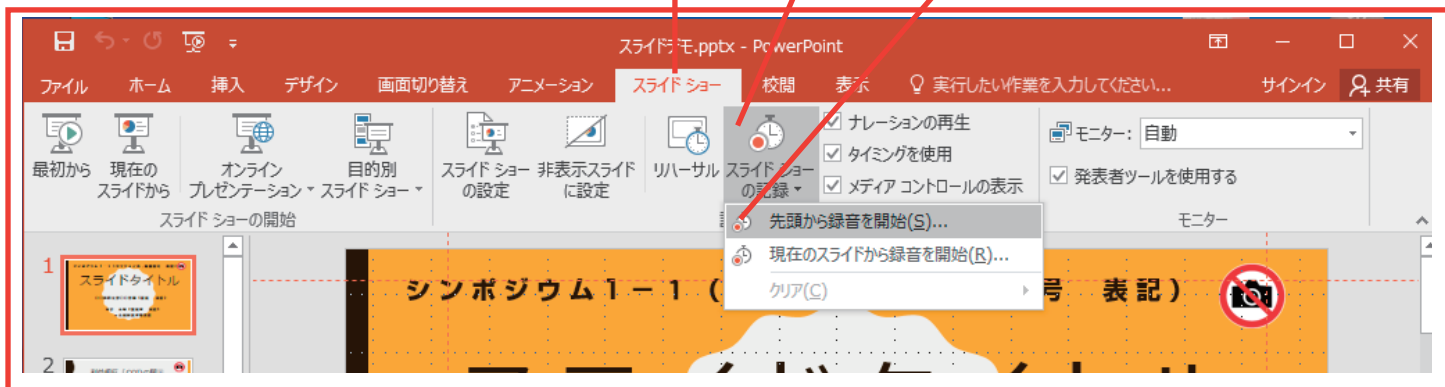 スライドデモ.pptx - PowerPoint
ファイル ホーム 挿入 デザイン 画面切り替え アニメーション スライド ショー 校閲 表示 実行したい作業を入力してください... サインイン 共有
最初から
現在の
スライドから
オンライン
プレゼンテーション
目的別
スライド ショー
スライド ショー
の設定
非表示スライド
に設定
リハーサル
スライド ショー
の記録
ナレーションの再生
タイミングを使用
メディア コントロールの表示
モニター: 自動
発表者ツールを使用する
スライド ショーの開始
モニター
先頭から録音を開始(S)...
現在のスライドから録音を開始(R)...
クリア(C)
1
スライドタイトル
2
シンポジウム1-1(
号 表記)